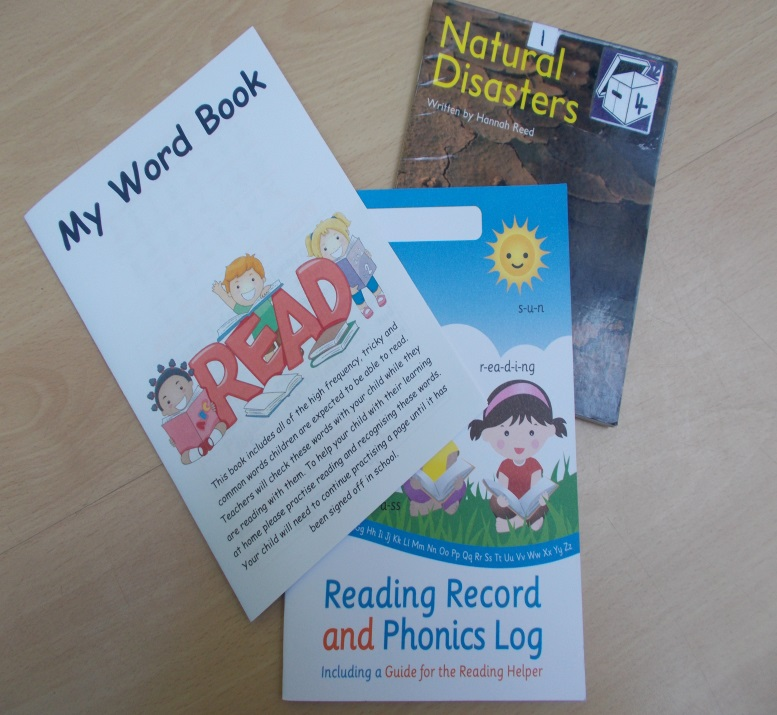 My Word Book
READ
This book includes all of the high frequency, tricky and
common words children are expected to be able to read.
Teachers will check these words with your child while they
are reading with them. To help your child with their learning
at home please practise reading and recognising these words.
Your child will need to continue practising a page until it has
been signed off in school.
1
Natural
Disasters
Written by Hannah Reed
- 4
s-u-n
r-ea-d-i-ng
Hh Ii Jj Kk Ll Mm Nn Oo Pp Qq Rr Ss Tt Uu Vv Ww Xx Yy Zz
Reading Record
and Phonics Log
Including a Guide for the Reading Helper